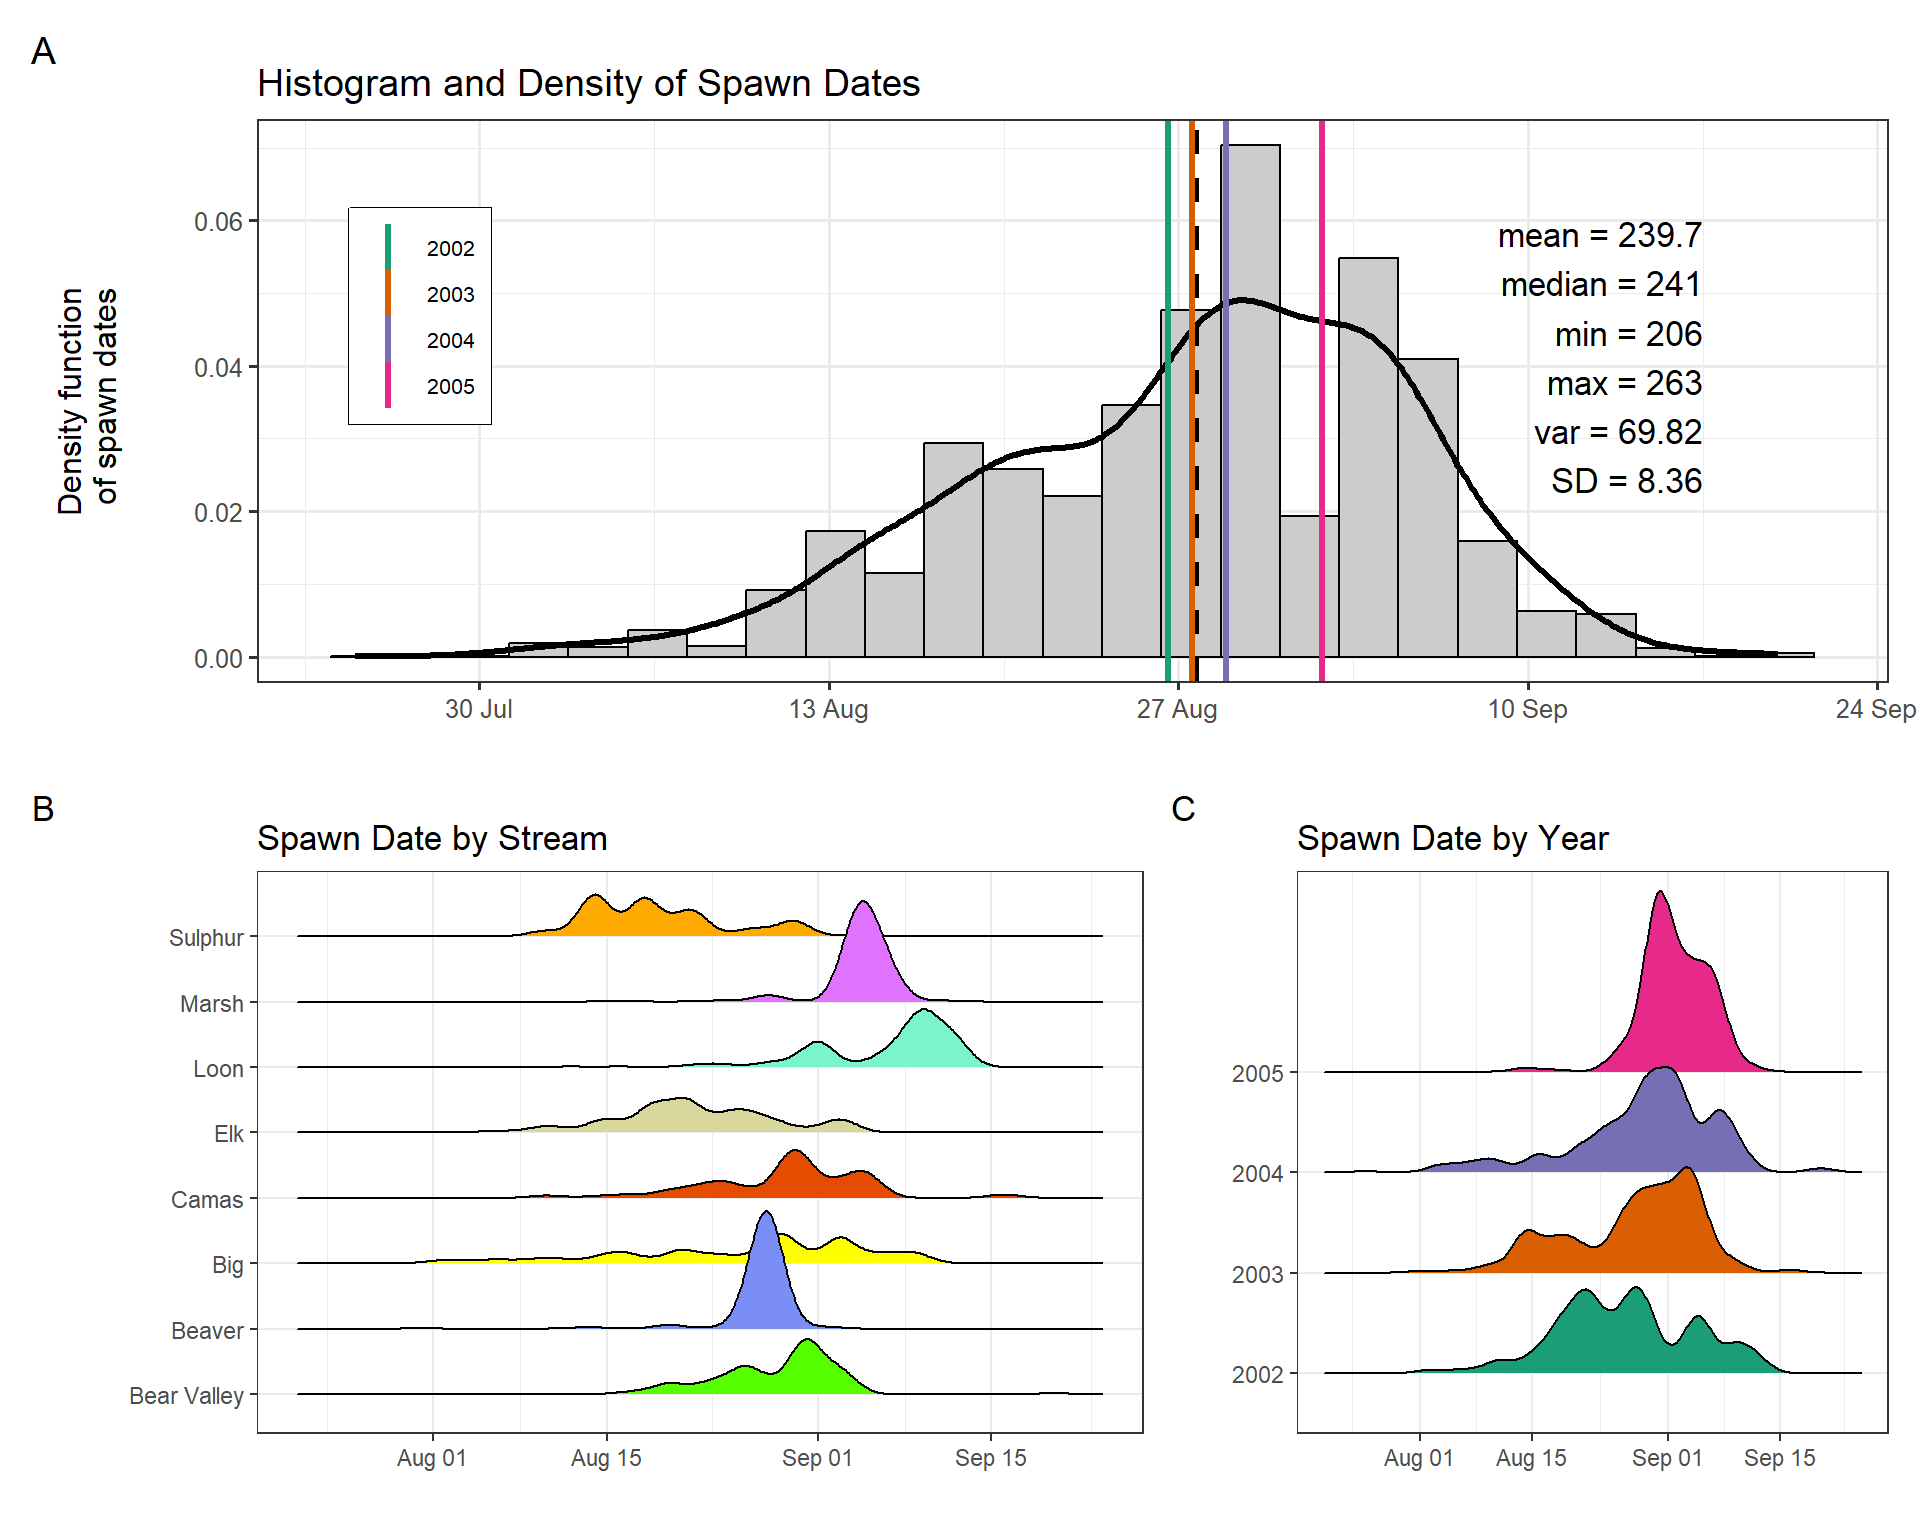 A
Histogram and Density of Spawn Dates
Density function
of spawn dates
0.06
0.04
0.02
0.00
2002
2003
2004
2005
mean = 239.7
median = 241
min = 206
max = 263
var = 69.82
SD = 8.36
30 Jul
13 Aug
27 Aug
10 Sep
24 Sep
B
Spawn Date by Stream
Sulphur
Marsh
Loon
Elk
Camas
Big
Beaver
Bear Valley
Aug 01
Aug 15
Sep 01
Sep 15
C
Spawn Date by Year
2005
2004
2003
2002
Aug 01
Aug 15
Sep 01
Sep 15